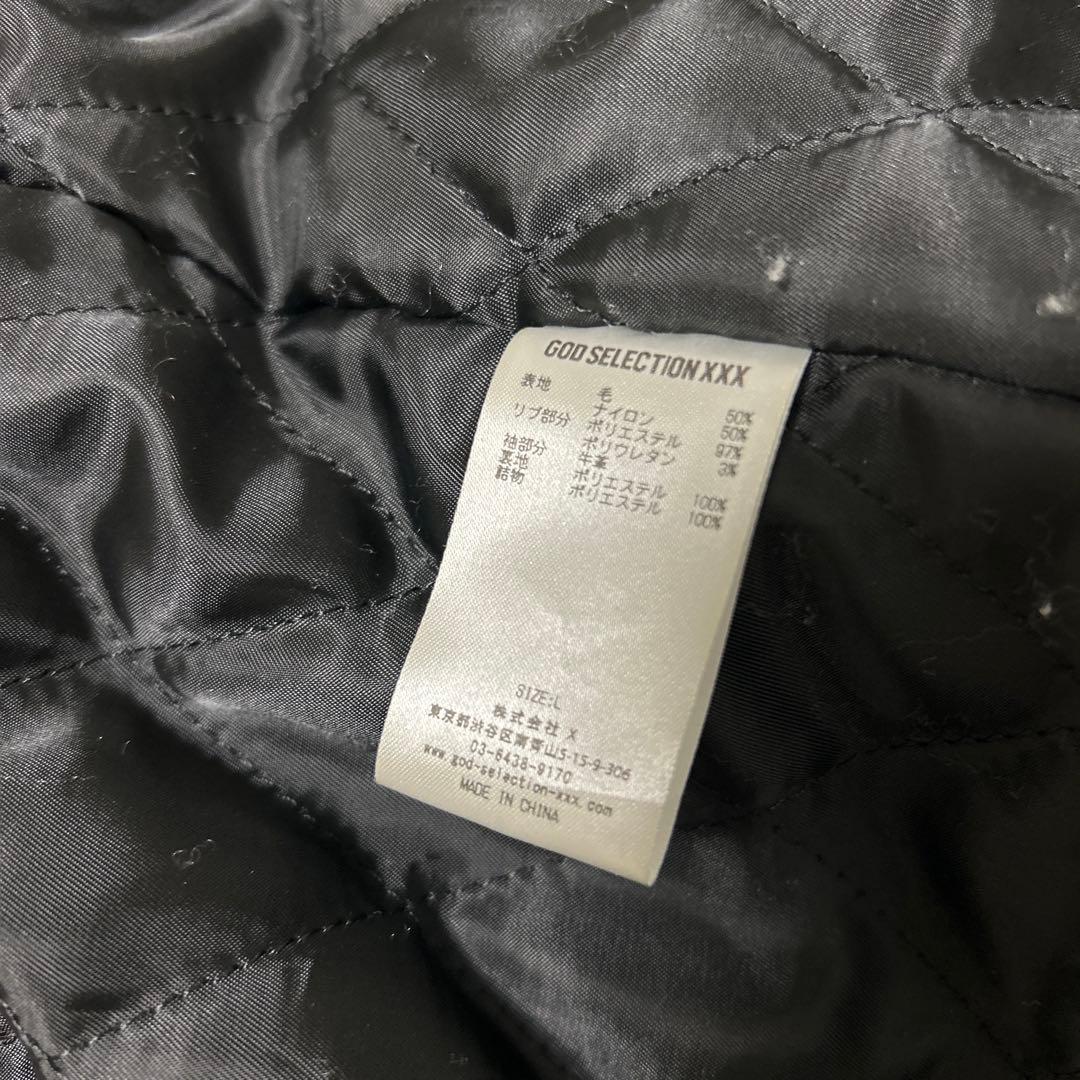 GOD SELECTION XXX
表地 毛 50%
ナイロン 50%
リブ部分 ポリエステル 97%
ポリウレタン 3%
袖部分 牛革
裏地 ポリエステル 100%
詰物 ポリエステル 100%
SIZE:L
株式会社 X
東京都渋谷区南青山5-15-9-306
03-6438-9170
www.god-selection-xxx.com
MADE IN CHINA